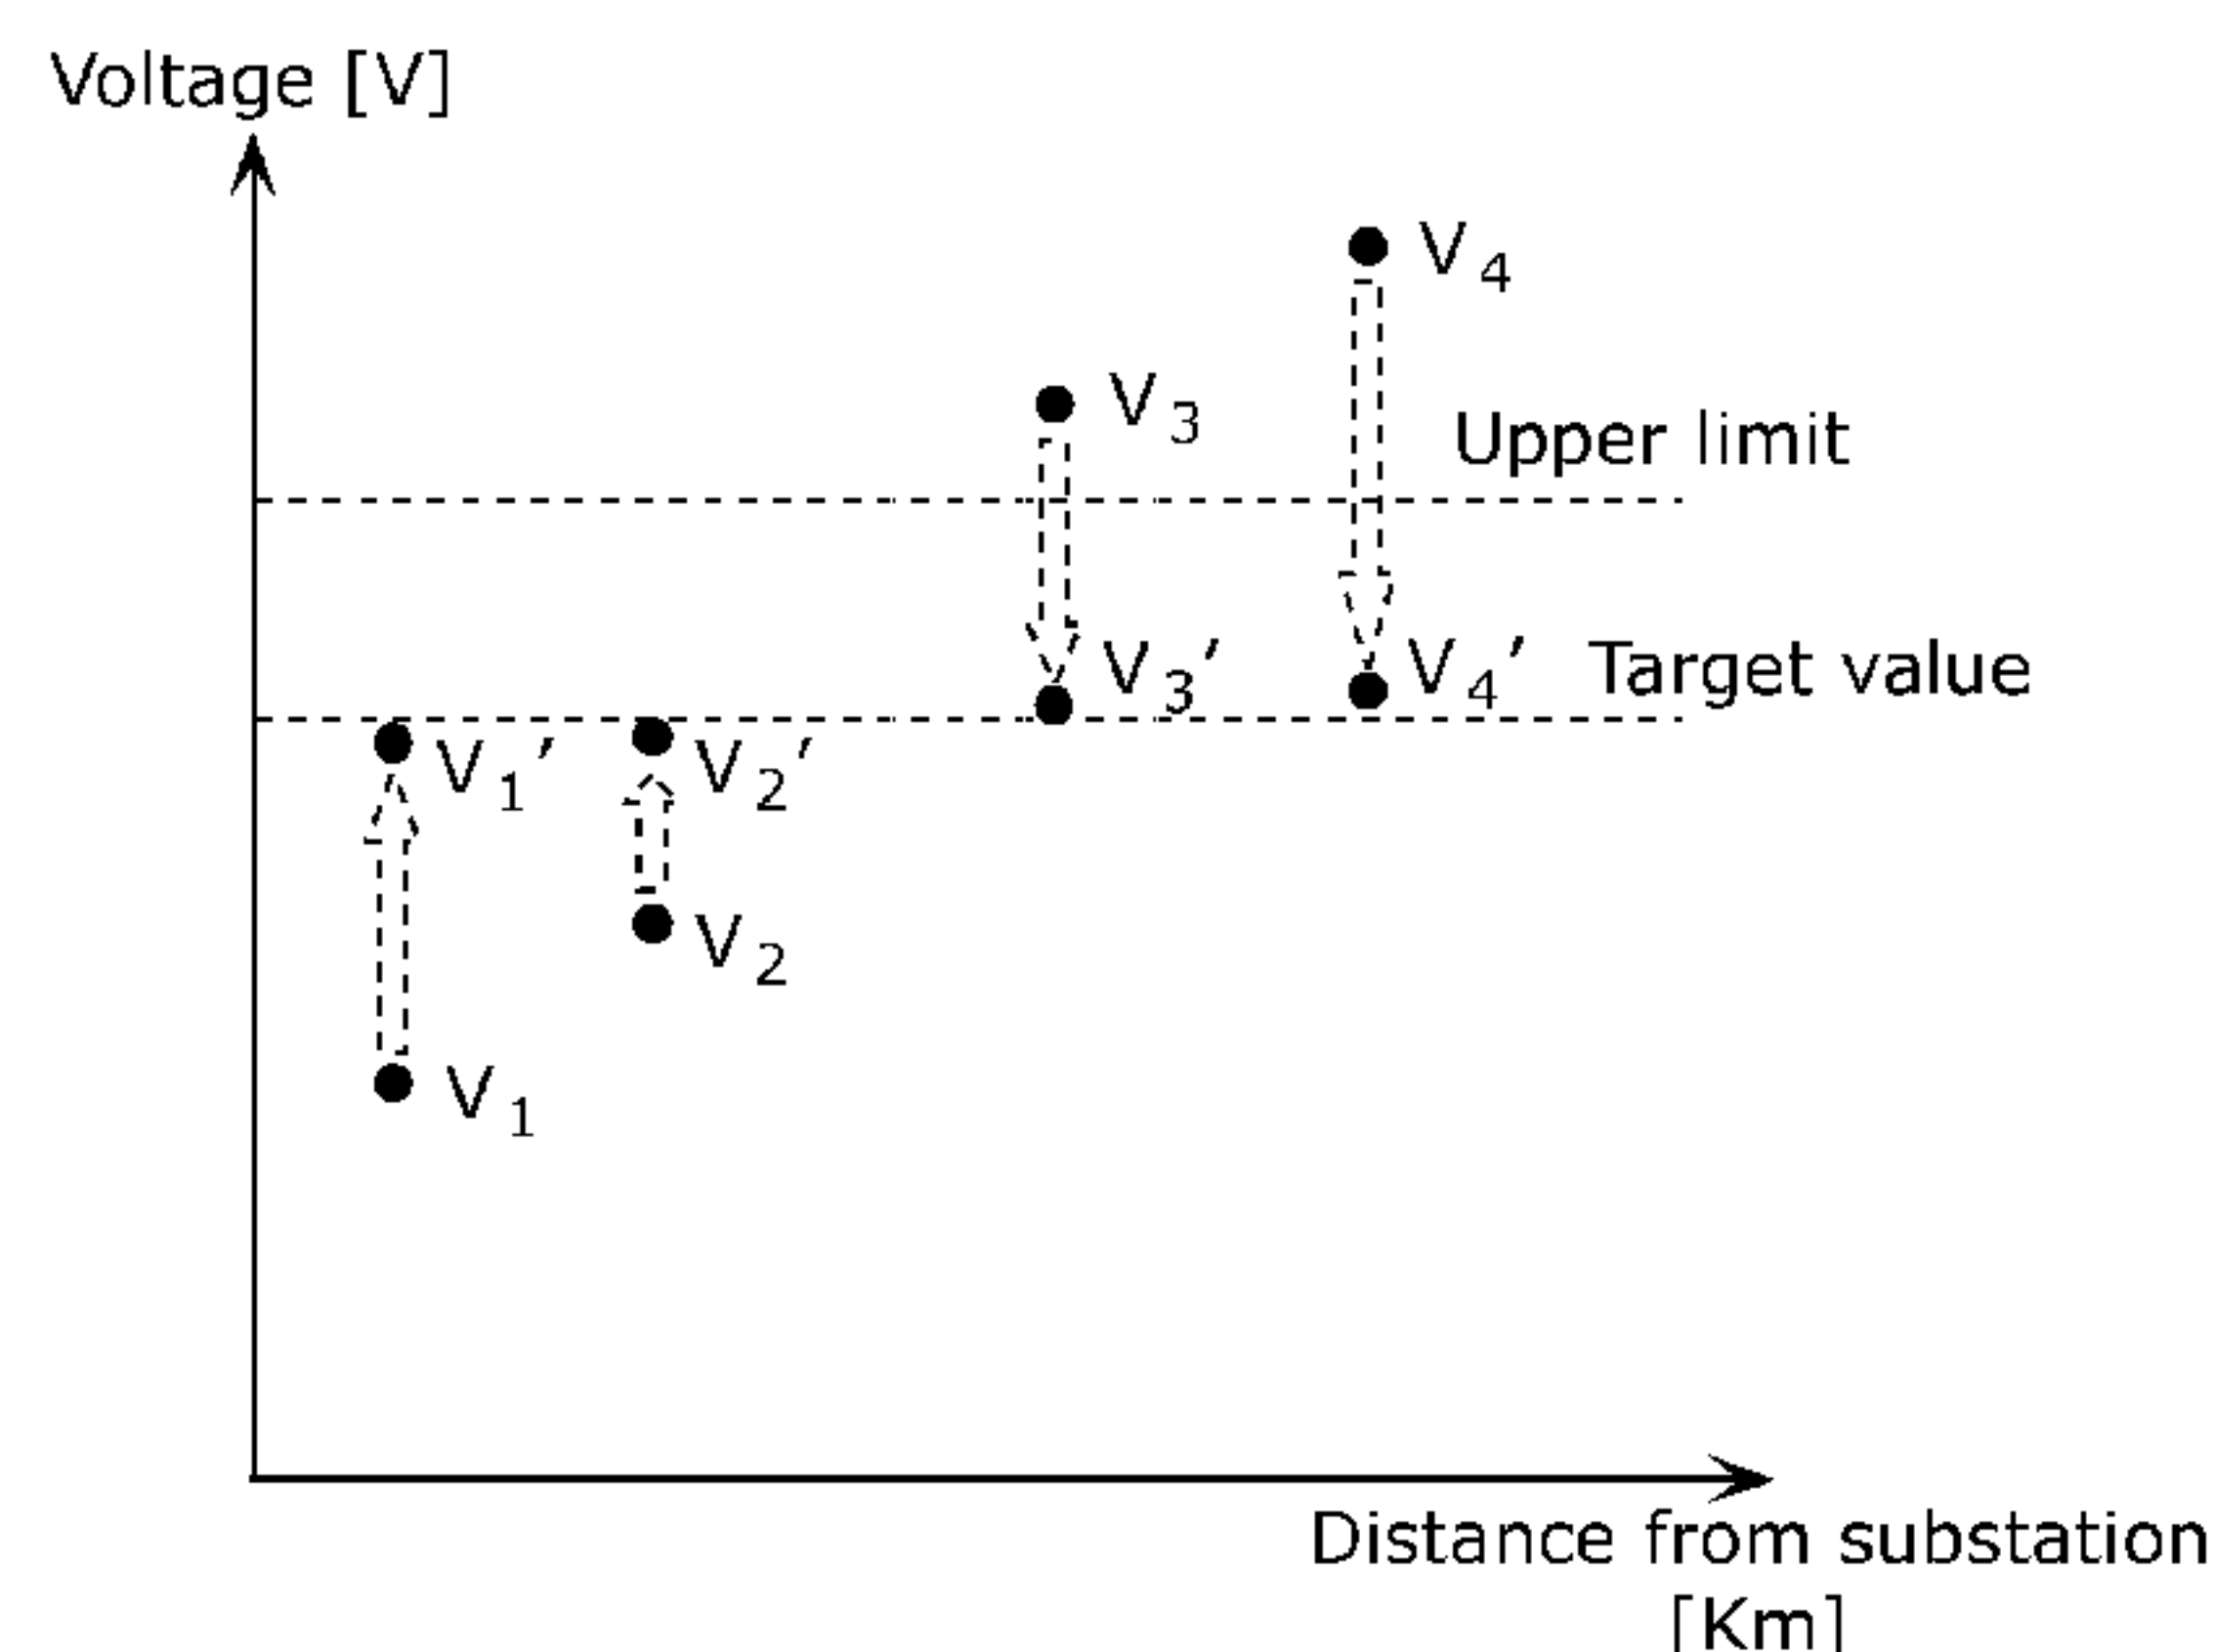 Voltage [V]
V4
V3
Upper limit
V3′ V4′ Target value
V1′ V2′
V2
V1
Distance from substation
[Km]